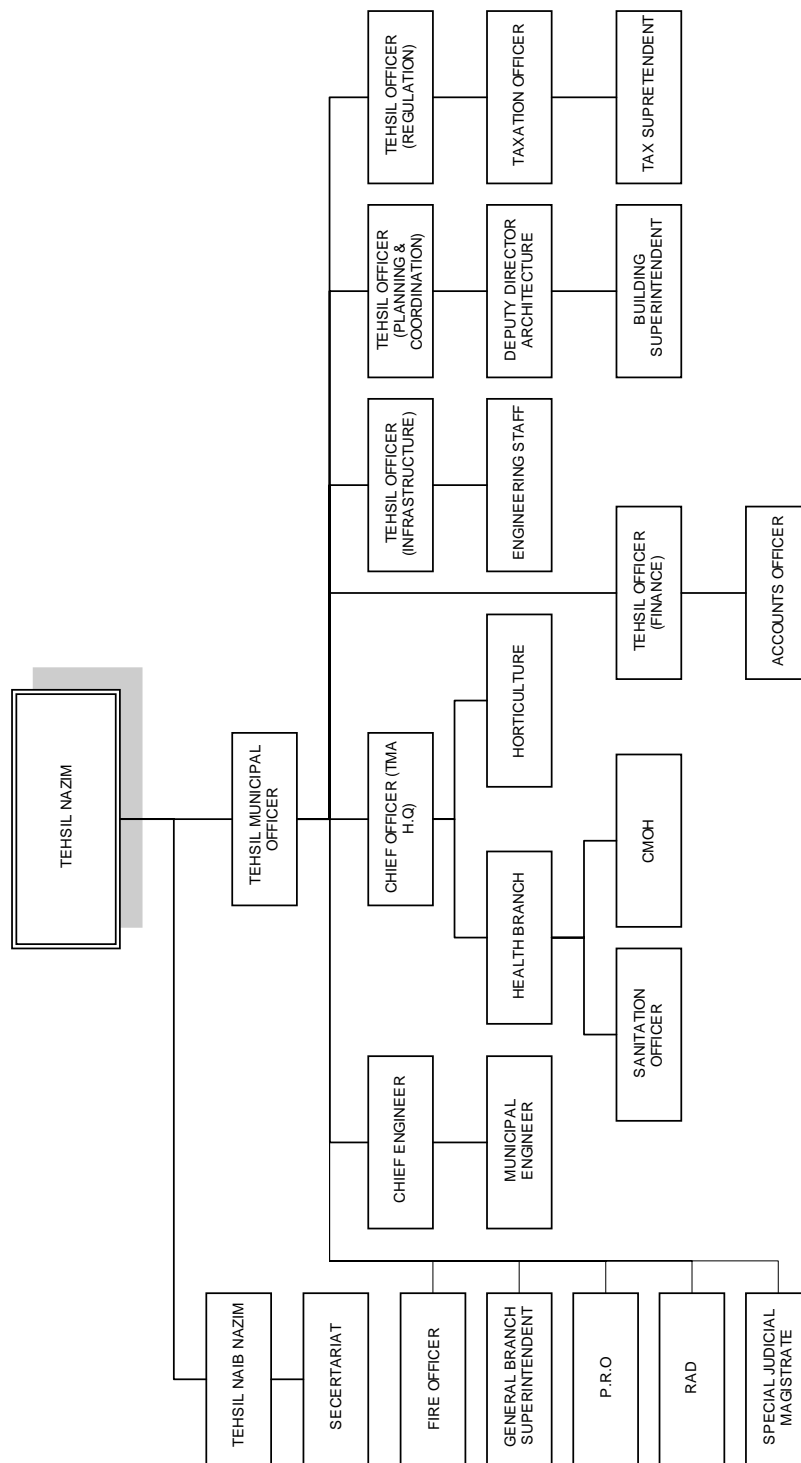 TEHSIL NAZIM
TEHSIL NAIB NAZIM
SECERTARIAT
TEHSIL MUNICIPAL
OFFICER
FIRE OFFICER
GENERAL BRANCH
SUPERINTENDENT
P.R.O
RAD
SPECIAL JUDICIAL
MAGISTRATE
CHIEF ENGINEER
MUNICIPAL
ENGINEER
CHIEF OFFICER (TMA
H.Q)
HEALTH BRANCH
SANITATION
OFFICER
CMOH
HORTICULTURE
TEHSIL OFFICER
(FINANCE)
ACCOUNTS OFFICER
TEHSIL OFFICER
(INFRASTRUCTURE)
ENGINEERING STAFF
TEHSIL OFFICER
(PLANNING &
COORDINATION)
DEPUTY DIRECTOR
ARCHITECTURE
BUILDING
SUPERINTENDENT
TEHSIL OFFICER
(REGULATION)
TAXATION OFFICER
TAX SUPRETENDENT